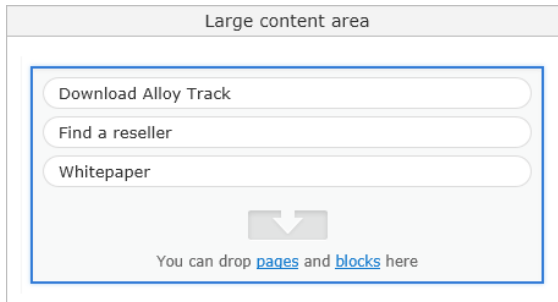 Large content area
Download Alloy Track
Find a reseller
Whitepaper
You can drop pages and blocks here